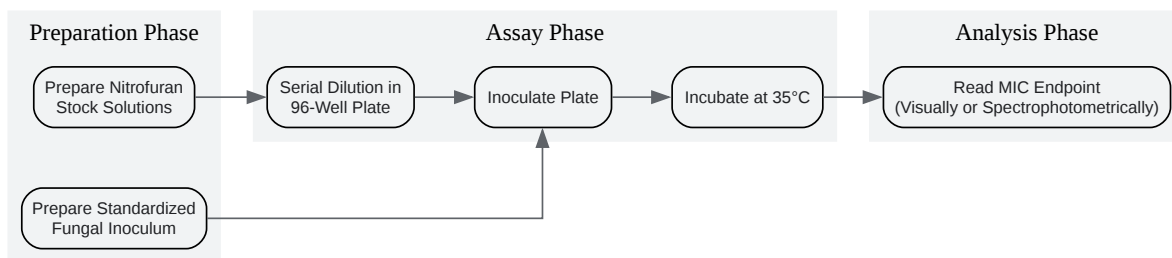 Preparation Phase
Assay Phase
Analysis Phase
Prepare Nitrofuran
Stock Solutions
Serial Dilution in
96-Well Plate
Inoculate Plate
Incubate at 35°C
Read MIC Endpoint
(Visually or Spectrophotometrically)
Prepare Standardized
Fungal Inoculum